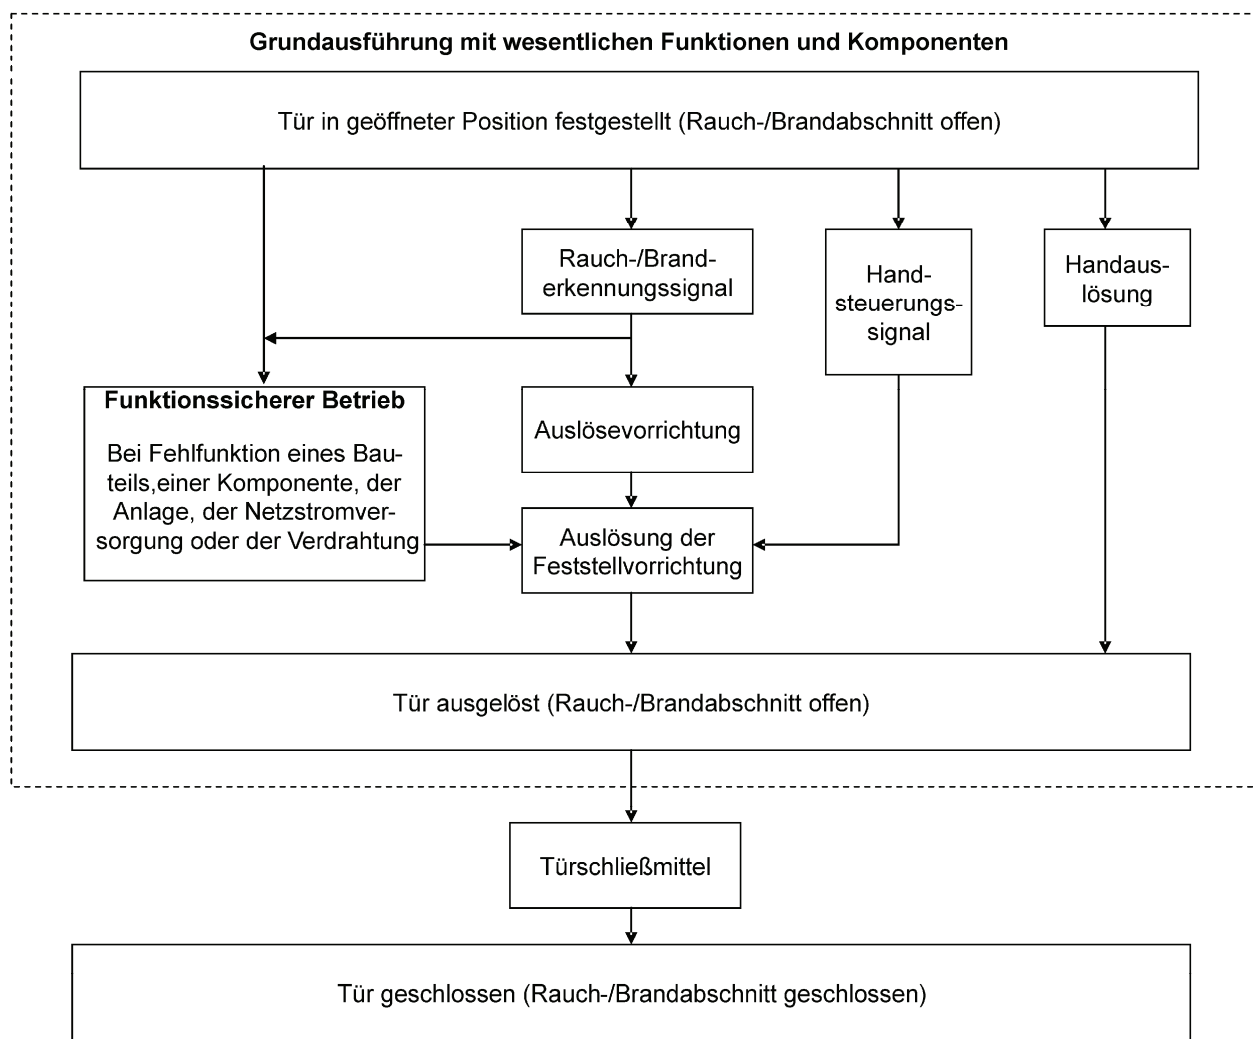 Grundausführung mit wesentlichen Funktionen und Komponenten
Tür in geöffneter Position festgestellt (Rauch-/Brandabschnitt offen)
Rauch-/Brand-
erkennungssignal
Hand-
steuerungs-
signal
Handaus-
lösung
Funktionssicherer Betrieb
Bei Fehlfunktion eines Bau-
teils,einer Komponente, der
Anlage, der Netzstromver-
sorgung oder der Verdrahtung
Auslösevorrichtung
Auslösung der
Feststellvorrichtung
Tür ausgelöst (Rauch-/Brandabschnitt offen)
Türschließmittel
Tür geschlossen (Rauch-/Brandabschnitt geschlossen)